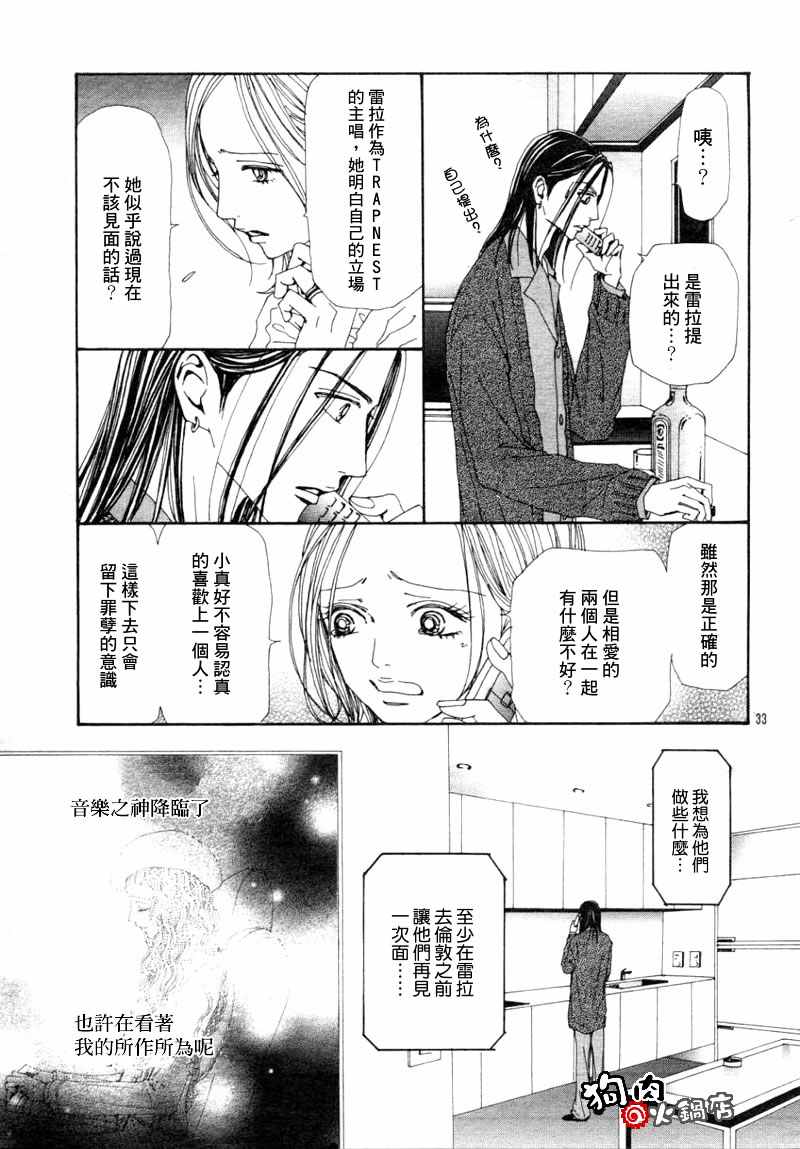 咦…？
是雷拉提
出來的…？
為什麼？
自己提出？
雷拉作為TRAPNEST
的主唱，她明白自己的立場
她似乎說過現在
不該見面的話？
雖然那是正確的
但是相愛的
兩個人在一起
有什麼不好？
小真好不容易認真
的喜歡上一個人…
這樣下去只會
留下罪孽的意識
33
我想為他們
做些什麼…
至少在雷拉
去倫敦之前
讓他們再見
一次面……
音樂之神降臨了
也許在看著
我的所作所為呢
狗肉
@火鍋店